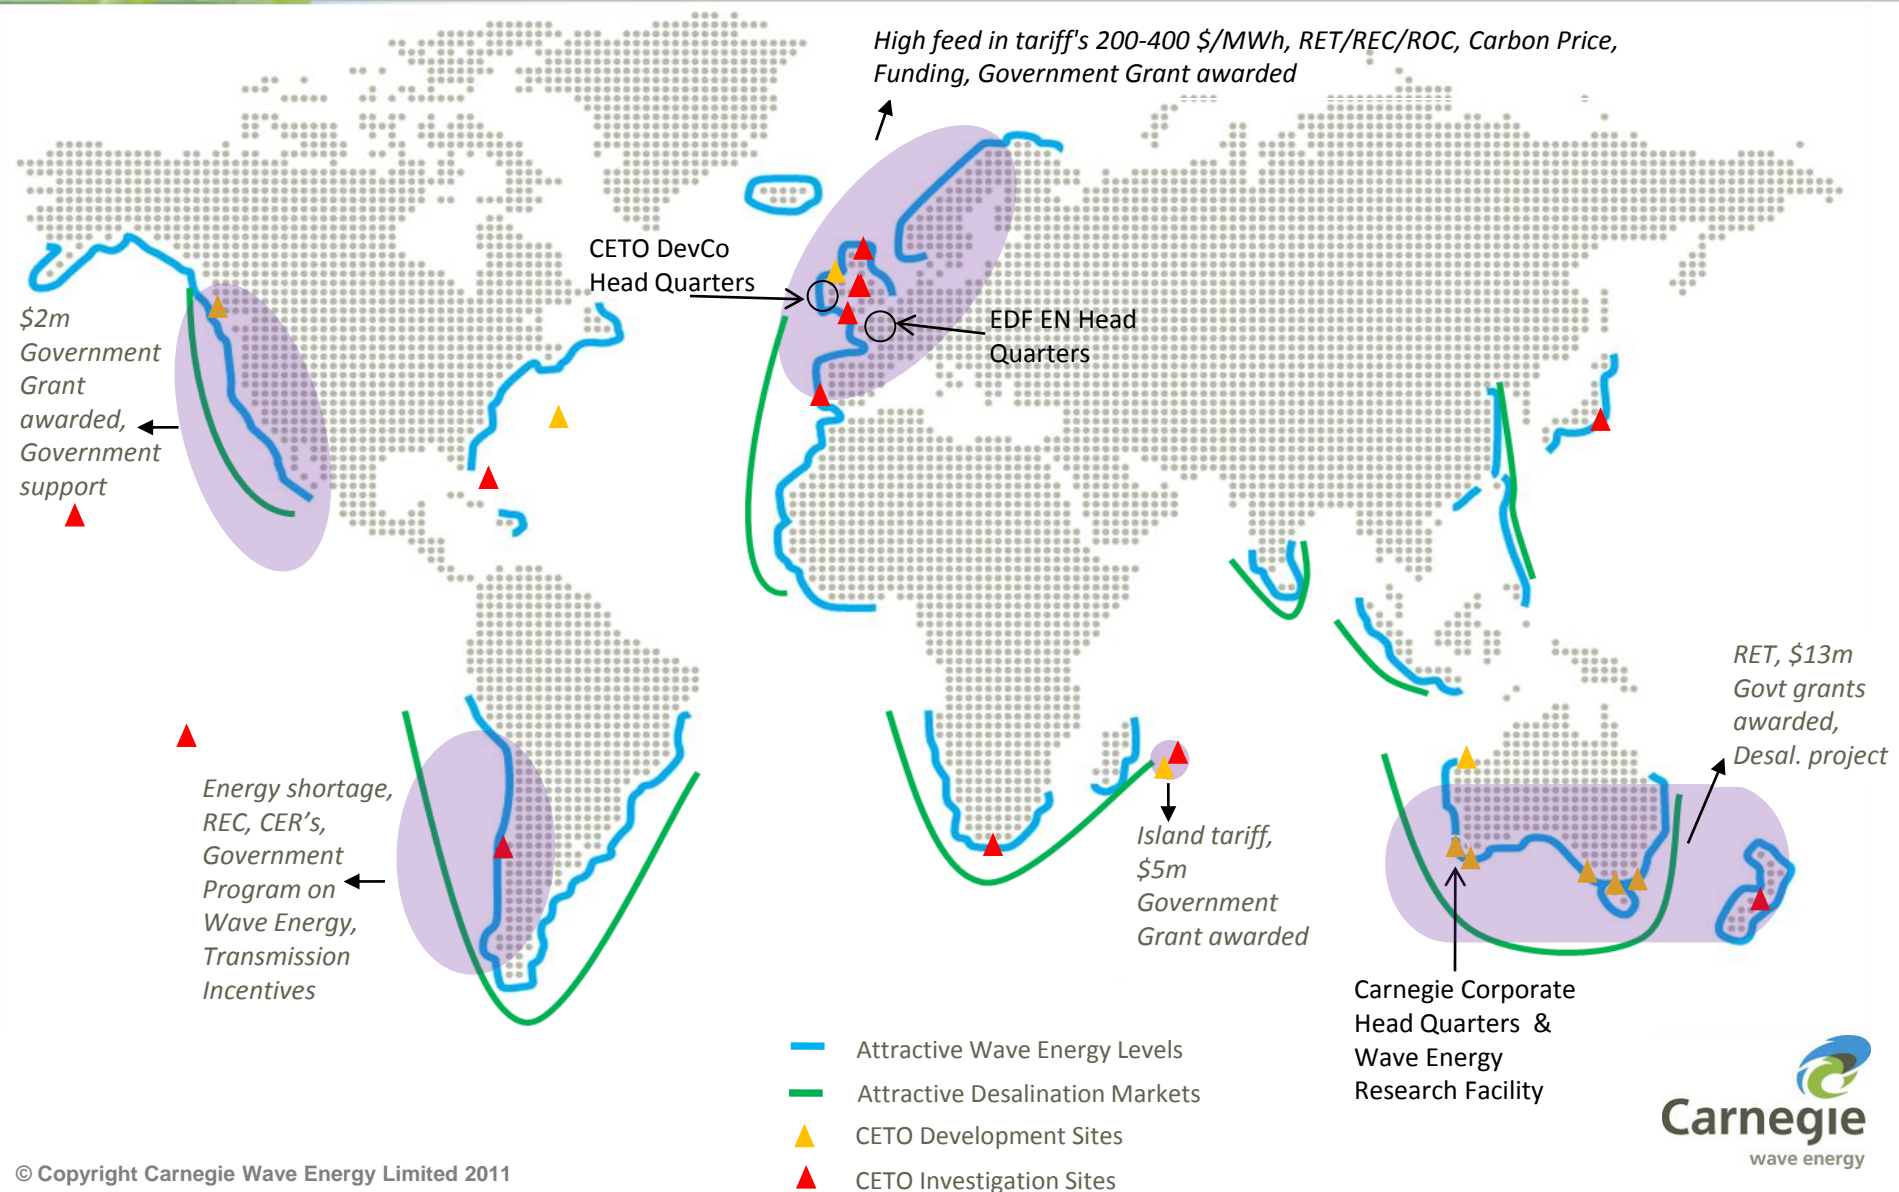 High feed in tariff's 200-400 $/MWh, RET/REC/ROC, Carbon Price,
Funding, Government Grant awarded
CETO DevCo
Head Quarters
EDF EN Head
Quarters
$2m
Government
Grant
awarded,
Government
support
RET, $13m
Govt grants
awarded,
Desal. project
Energy shortage,
REC, CER’s,
Government
Program on
Wave Energy,
Transmission
Incentives
Island tariff,
$5m
Government
Grant awarded
Carnegie Corporate
Head Quarters &
Wave Energy
Research Facility
Attractive Wave Energy Levels
Attractive Desalination Markets
CETO Development Sites
CETO Investigation Sites
Carnegie
wave energy
© Copyright Carnegie Wave Energy Limited 2011